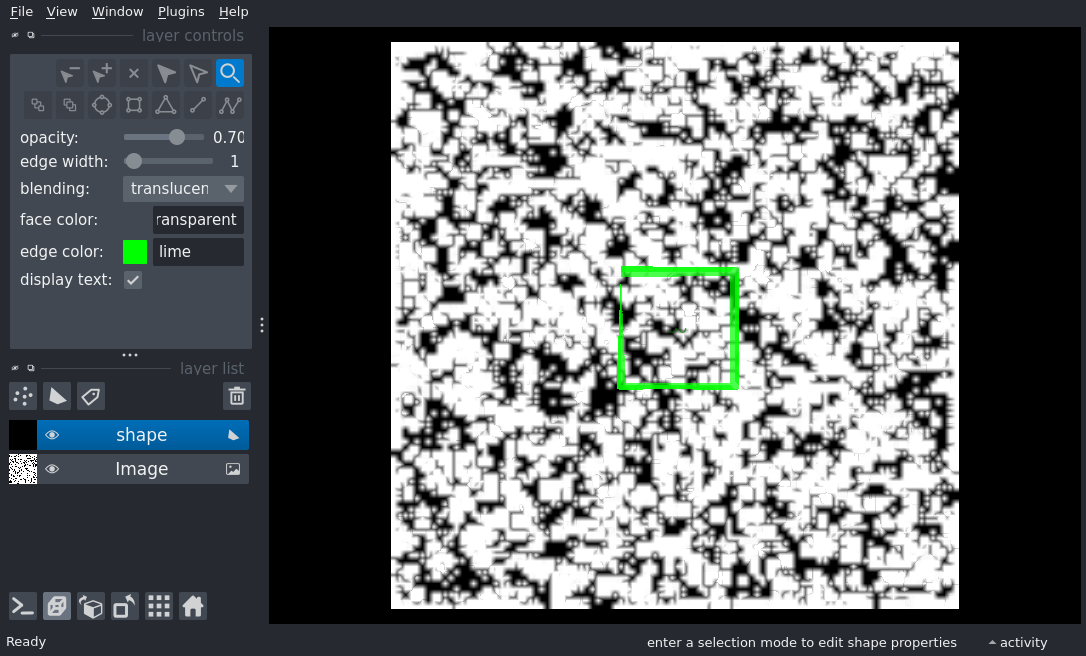 File View Window Plugins Help
layer controls
opacity: 0.70
edge width: 1
blending: translucen
face color: ransparent
edge color: lime
display text:
layer list
shape
Image
Ready
enter a selection mode to edit shape properties
activity